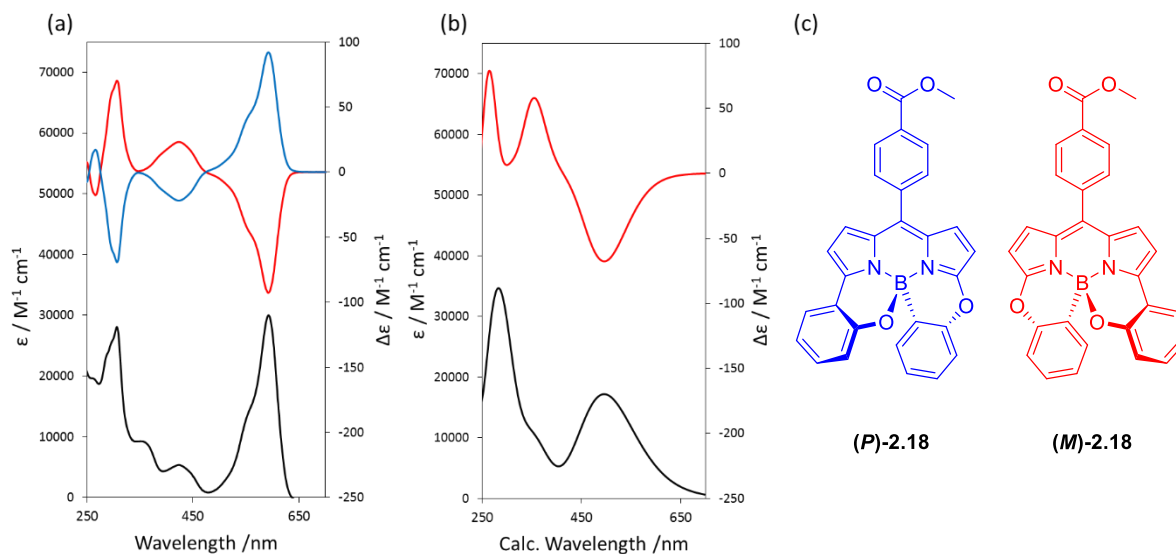 (a)
100
70000
50
60000
0
50000
-50
40000
-100
30000
-150
20000
-200
10000
0
-250
250
450
650
ε / M⁻¹ cm⁻¹
Δε / M⁻¹ cm⁻¹
Wavelength /nm
(b)
100
70000
50
60000
0
50000
-50
40000
-100
30000
-150
20000
-200
10000
0
-250
250
450
650
ε / M⁻¹ cm⁻¹
Δε / M⁻¹ cm⁻¹
Calc. Wavelength /nm
(c)
O
O
N
N
B
O
O
(P)-2.18
O
O
N
N
B
O
O
(M)-2.18